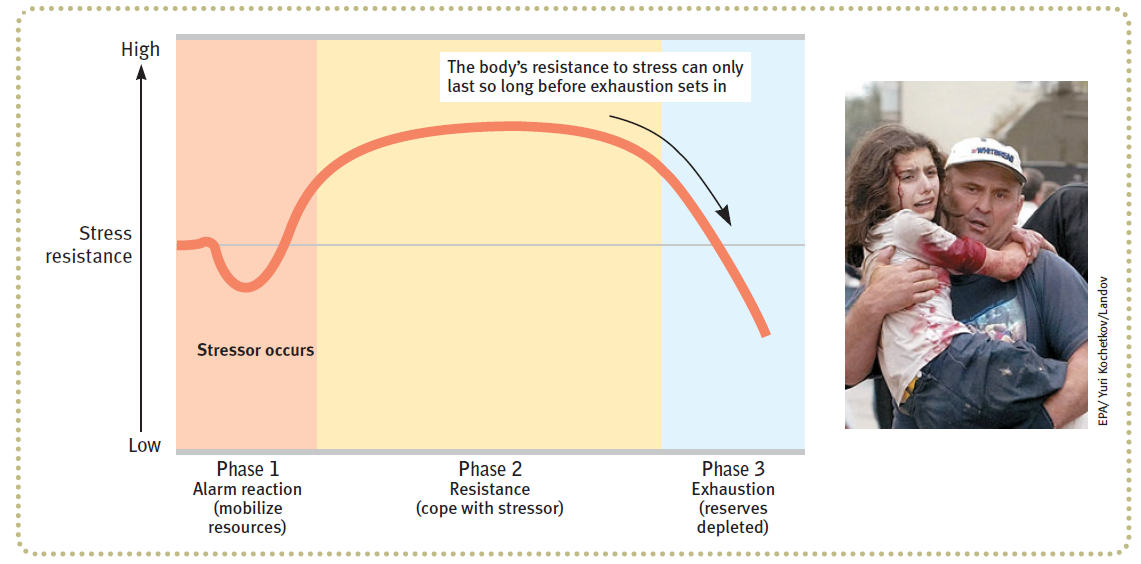 High
The body's resistance to stress can only
last so long before exhaustion sets in
Stress
resistance
Stressor occurs
Low
Phase 1
Alarm reaction
(mobilize
resources)
Phase 2
Resistance
(cope with stressor)
Phase 3
Exhaustion
(reserves
depleted)
WHITBREAD
EPA/ Yuri Kochetkov/Landov